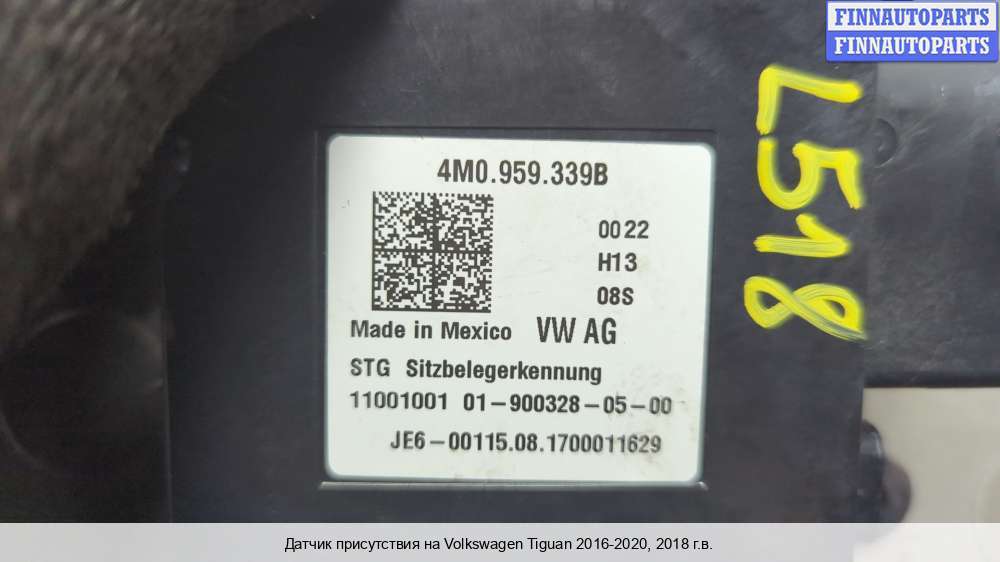 FINNAUTOPARTS
FINNAUTOPARTS
L518
4M0.959.339B
0022
H13
08S
Made in Mexico VW AG
STG Sitzbelegerkennung
11001001 01-900328-05-00
JE6-00115.08.1700011629
Датчик присутствия на Volkswagen Tiguan 2016-2020, 2018 г.в.